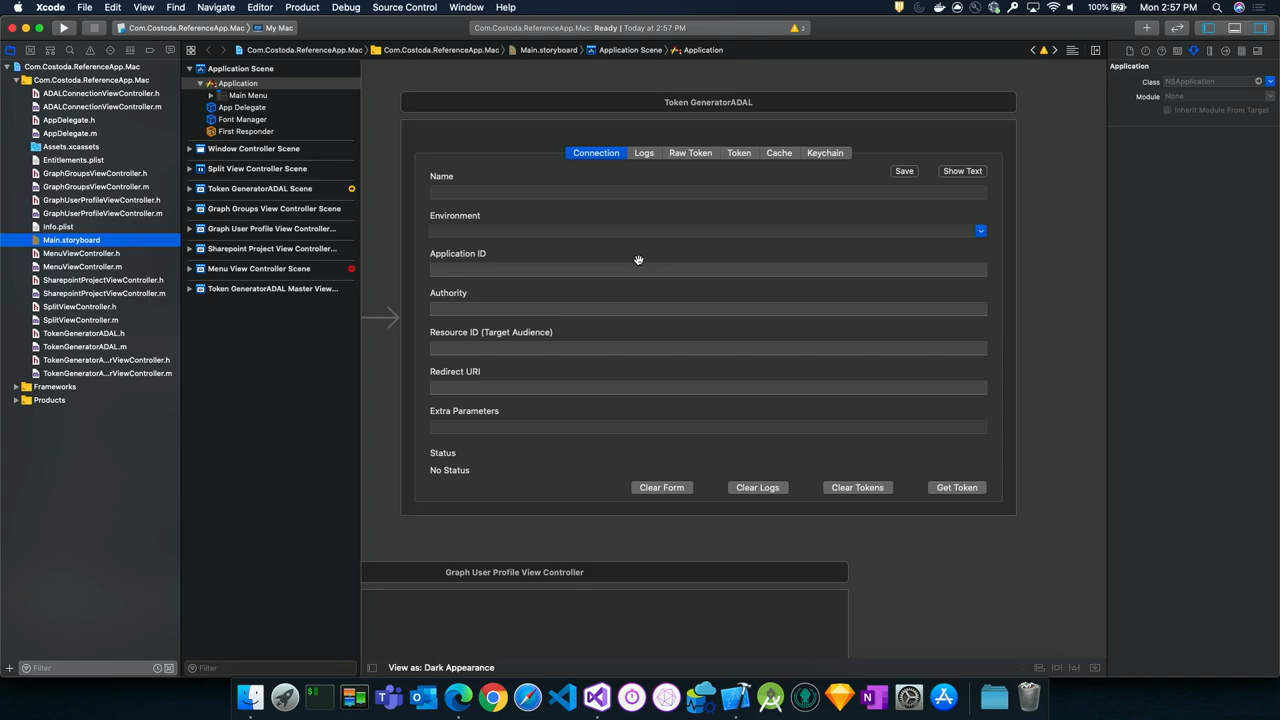 Xcode File Edit View Find Navigate Editor Product Debug Source Control Window Help 100% Mon 2:57 PM
Com.Costoda.ReferenceApp.Mac My Mac Com.Costoda.ReferenceApp.Mac: Ready | Today at 2:57 PM 2
Com.Costoda.ReferenceApp.Mac Com.Costoda.ReferenceApp.Mac Main.storyboard Application Scene Application
Com.Costoda.ReferenceApp.Mac
Com.Costoda.ReferenceApp.Mac
ADALConnectionViewController.h
ADALConnectionViewController.m
AppDelegate.h
AppDelegate.m
Assets.xcassets
Entitlements.plist
GraphGroupsViewController.h
GraphGroupsViewController.m
GraphUserProfileViewController.h
GraphUserProfileViewController.m
Info.plist
Main.storyboard
MenuViewController.h
MenuViewController.m
SharepointProjectViewController.h
SharepointProjectViewController.m
SplitViewController.h
SplitViewController.m
TokenGeneratorADAL.h
TokenGeneratorADAL.m
TokenGeneratorA...rViewController.h
TokenGeneratorA...rViewController.m
Frameworks
Products
Filter
Application Scene
Application
Main Menu
App Delegate
Font Manager
First Responder
Window Controller Scene
Split View Controller Scene
Token GeneratorADAL Scene
Graph Groups View Controller Scene
Graph User Profile View Controller...
Sharepoint Project View Controller...
Menu View Controller Scene
Token GeneratorADAL Master View...
Filter
Token GeneratorADAL
Connection Logs Raw Token Token Cache Keychain
Save Show Text
Name
Environment
Application ID
Authority
Resource ID (Target Audience)
Redirect URI
Extra Parameters
Status
No Status
Clear Form Clear Logs Clear Tokens Get Token
Graph User Profile View Controller
View as: Dark Appearance
Application
Class NSApplication
Module None
Inherit Module From Target